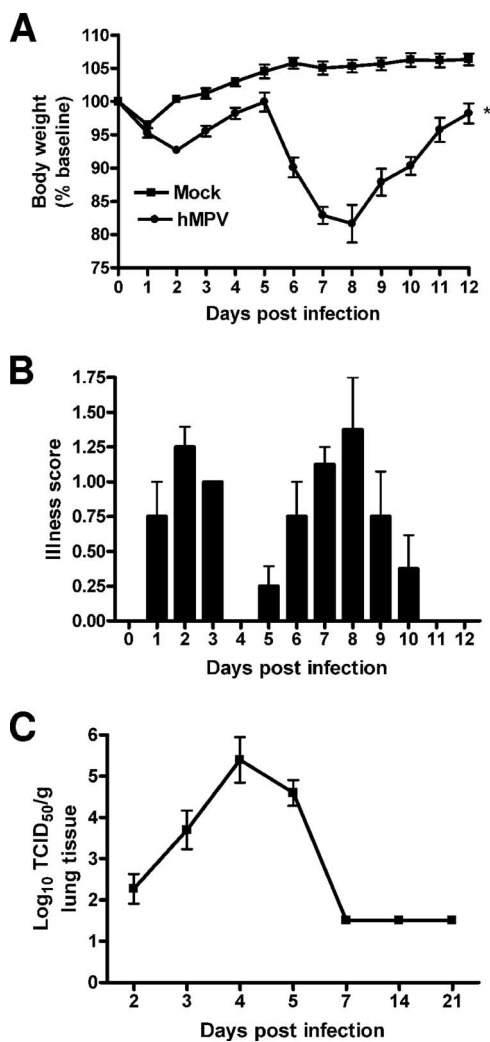 A
Body weight
(% baseline)
110
105
100
95
90
85
80
75
Mock
hMPV
*
0 1 2 3 4 5 6 7 8 9 10 11 12
Days post infection
B
Illness score
1.75
1.50
1.25
1.00
0.75
0.50
0.25
0.00
0 1 2 3 4 5 6 7 8 9 10 11 12
Days post infection
C
Log10 TCID50/g
lung tissue
6
5
4
3
2
1
0
2 3 4 5 7 14 21
Days post infection